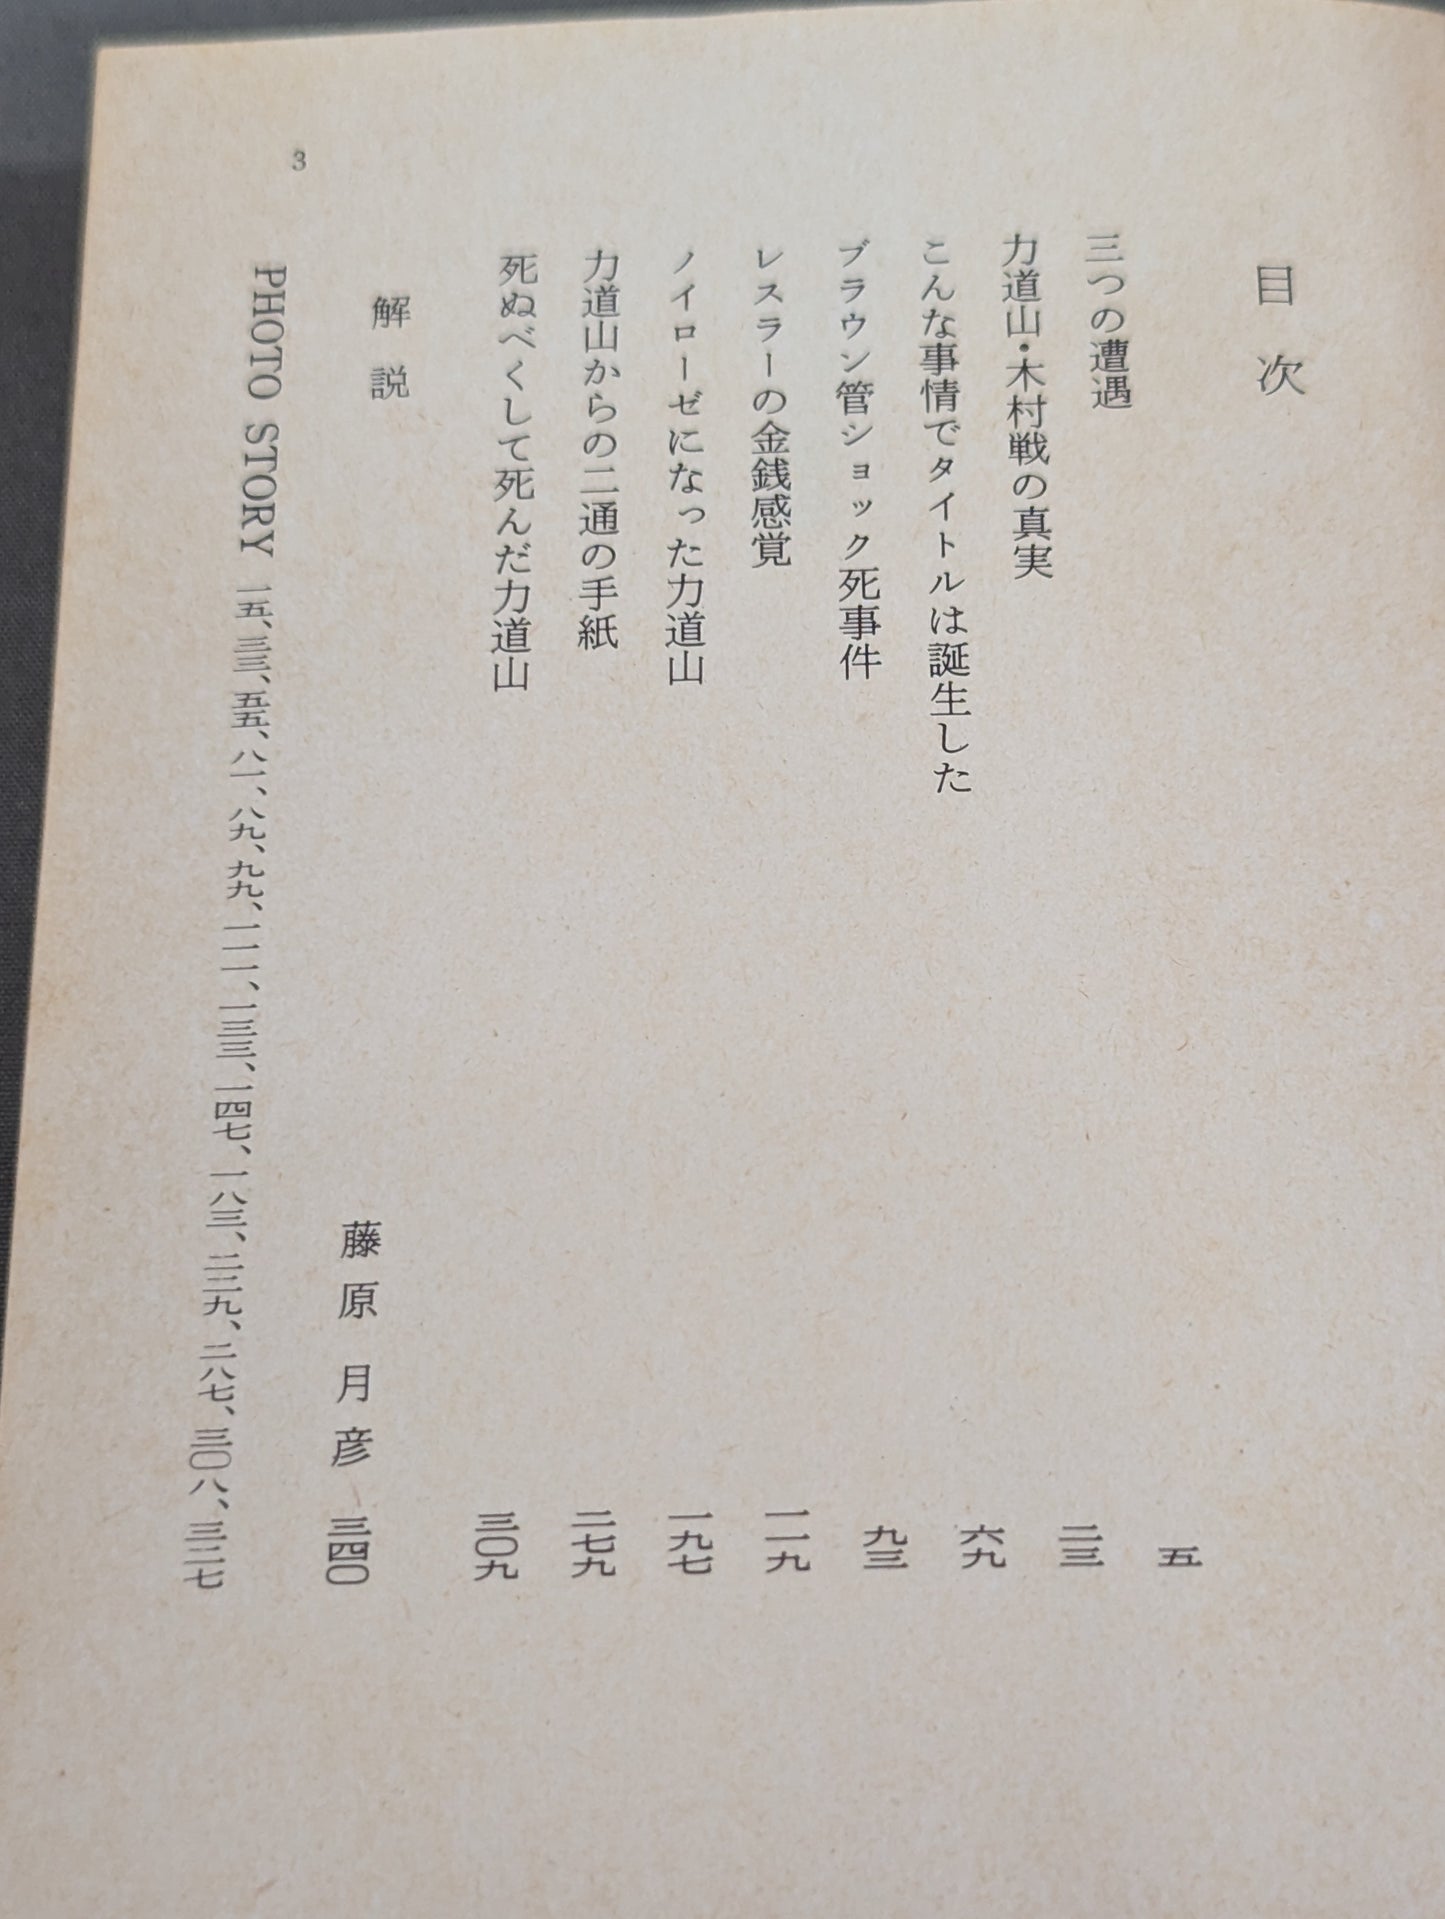 目次
三つの遭遇 五
力道山・木村戦の真実 二三
こんな事情でタイトルは誕生した 六九
ブラウン管ショック死事件 九三
レスラーの金銭感覚 一一九
ノイローゼになった力道山 一九七
力道山からの二通の手紙 二七九
死ぬべくして死んだ力道山 三〇九
解説 藤原月彦 三四〇
PHOTO STORY 一五、三三、五五、八一、八九、九九、一一一、一三三、一四七、一八三、二三九、二八七、三〇八、三二七
3